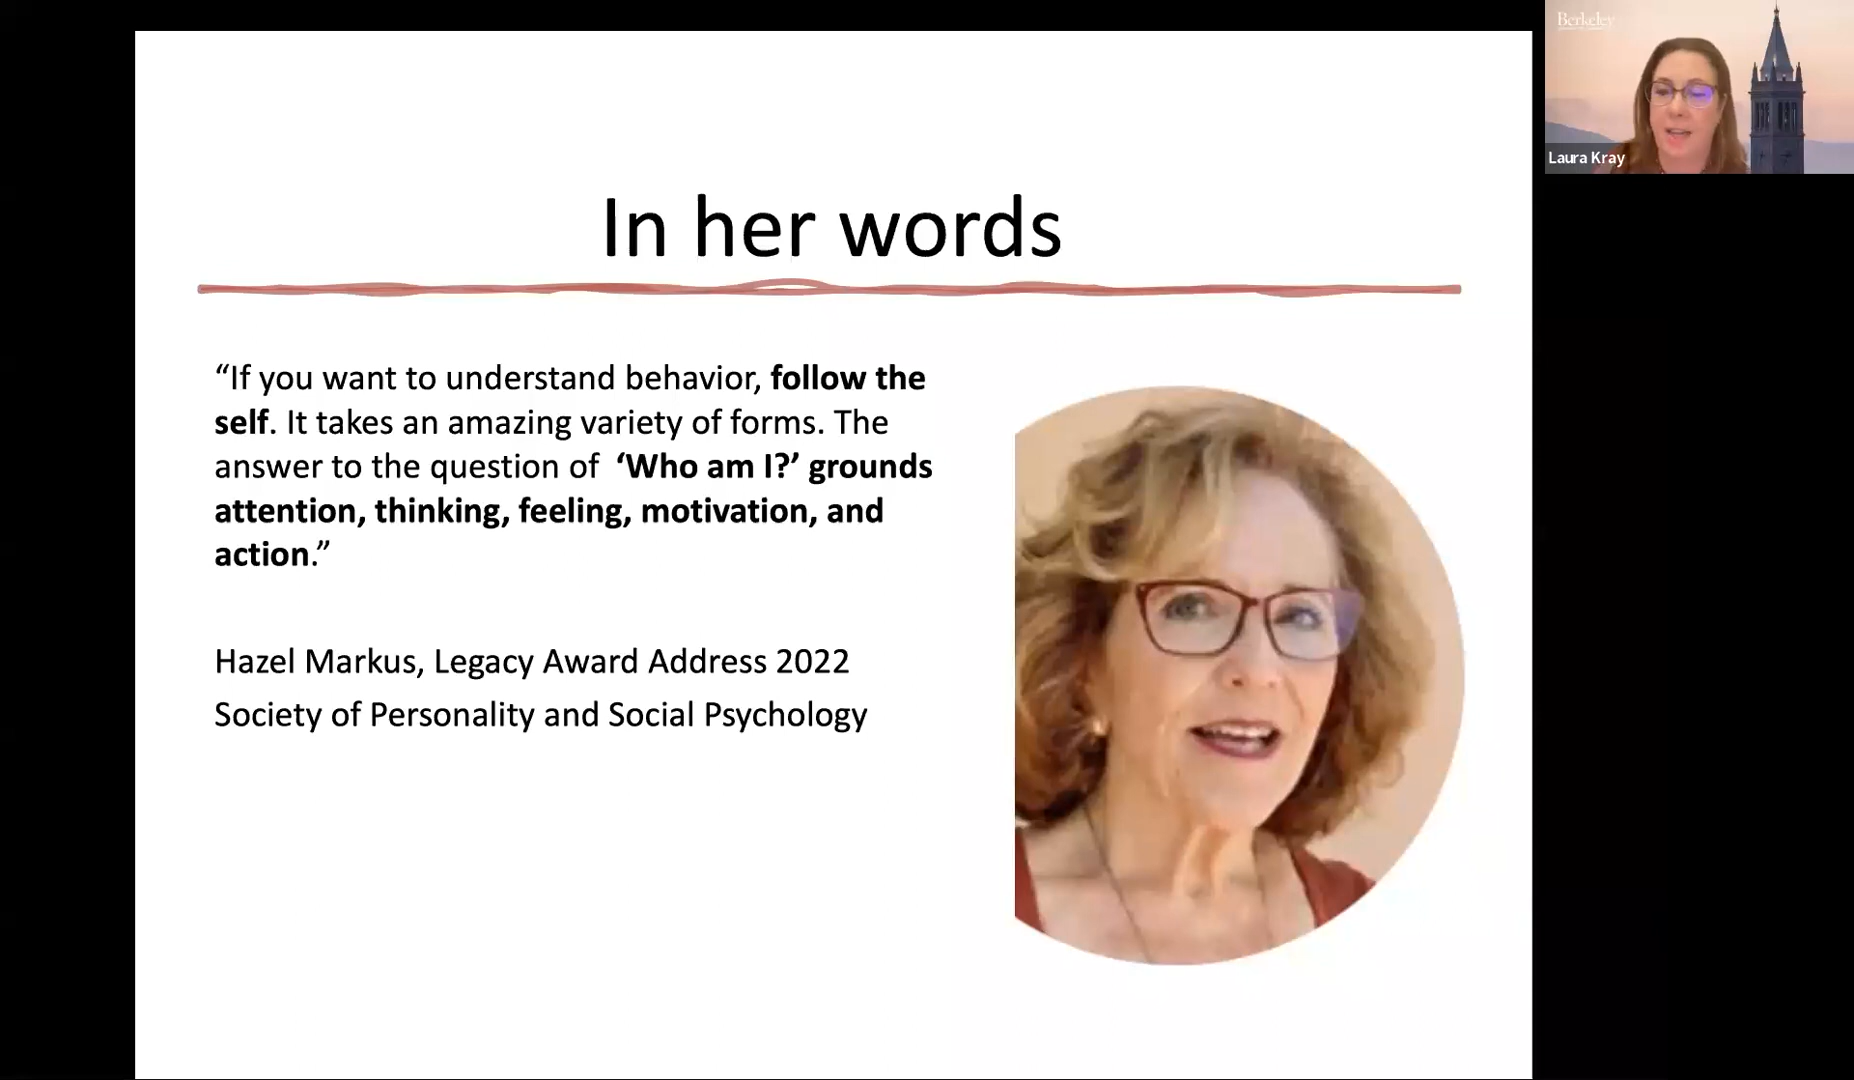 In her words
“If you want to understand behavior, follow the
self. It takes an amazing variety of forms. The
answer to the question of ‘Who am I?’ grounds
attention, thinking, feeling, motivation, and
action.”
Hazel Markus, Legacy Award Address 2022
Society of Personality and Social Psychology
Berkeley
Laura Kray